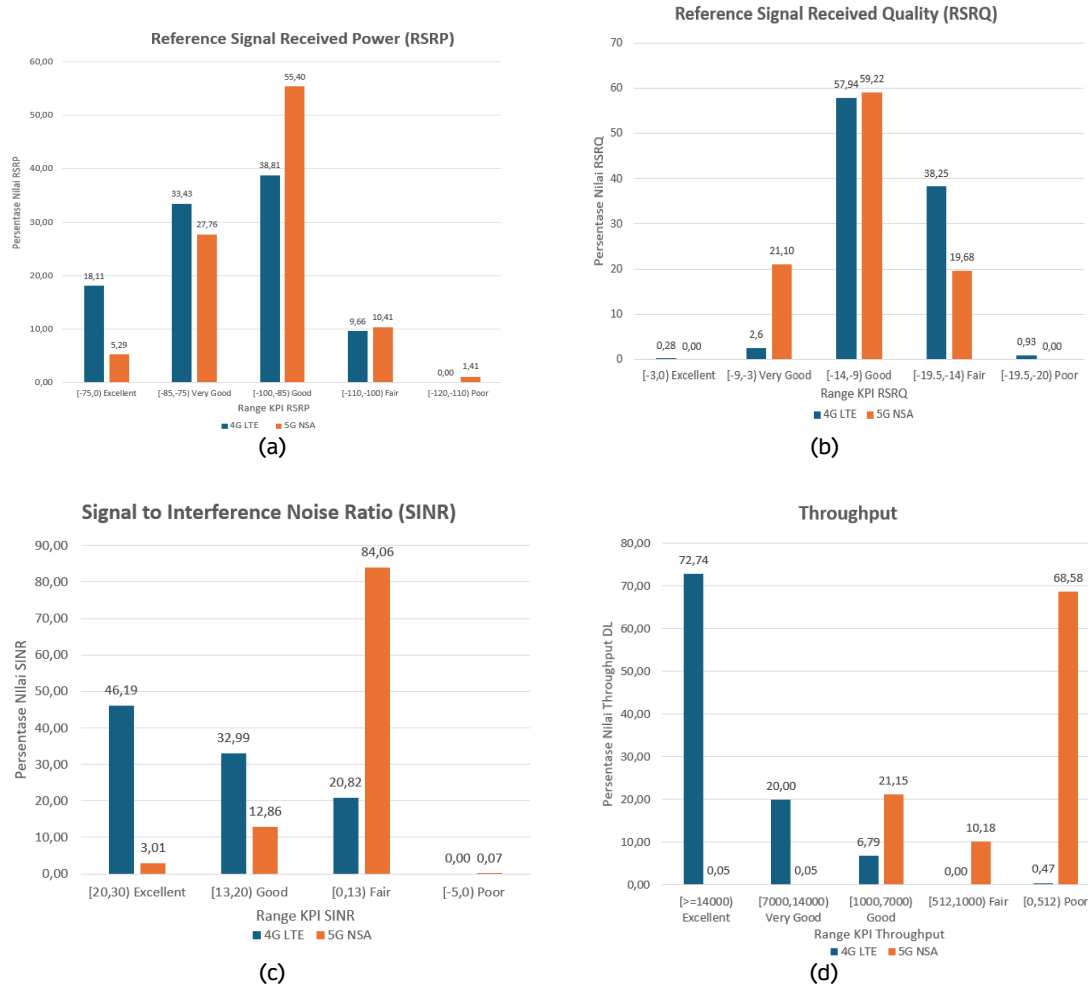 Reference Signal Received Power (RSRP)
60,00
50,00
40,00
30,00
20,00
10,00
0,00
Persentase Nilai RSRP
18,11
5,29
33,43
27,76
38,81
55,40
9,66
10,41
0,00
1,41
[-75,0) Excellent
[-85,-75) Very Good
[-100,-85) Good
[-110,-100) Fair
[-120,-110) Poor
Range KPI RSRP
4G LTE
5G NSA
(a)
Reference Signal Received Quality (RSRQ)
70
60
50
40
30
20
10
0
Persentase Nilai RSRQ
0,28
0,00
2,6
21,10
57,94
59,22
38,25
19,68
0,93
0,00
[-3,0) Excellent
[-9,-3) Very Good
[-14,-9) Good
[-19.5,-14) Fair
[-19.5,-20) Poor
Range KPI RSRQ
4G LTE
5G NSA
(b)
Signal to Interference Noise Ratio (SINR)
90,00
80,00
70,00
60,00
50,00
40,00
30,00
20,00
10,00
0,00
Persentase NIlai SINR
46,19
3,01
32,99
12,86
20,82
84,06
0,00
0,07
[20,30) Excellent
[13,20) Good
[0,13) Fair
[-5,0) Poor
Range KPI SINR
4G LTE
5G NSA
(c)
Throughput
80,00
70,00
60,00
50,00
40,00
30,00
20,00
10,00
0,00
Persentase Nilai Throughput DL
72,74
0,05
20,00
0,05
6,79
21,15
0,00
10,18
0,47
68,58
[>=14000)
Excellent
[7000,14000)
Very Good
[1000,7000)
Good
[512,1000) Fair
[0,512) Poor
Range KPI Throughput
4G LTE
5G NSA
(d)